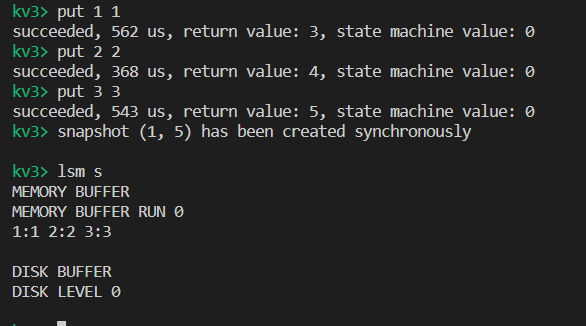 kv3> put 1 1
succeeded, 562 us, return value: 3, state machine value: 0
kv3> put 2 2
succeeded, 368 us, return value: 4, state machine value: 0
kv3> put 3 3
succeeded, 543 us, return value: 5, state machine value: 0
kv3> snapshot (1, 5) has been created synchronously
kv3> lsm s
MEMORY BUFFER
MEMORY BUFFER RUN 0
1:1 2:2 3:3
DISK BUFFER
DISK LEVEL 0